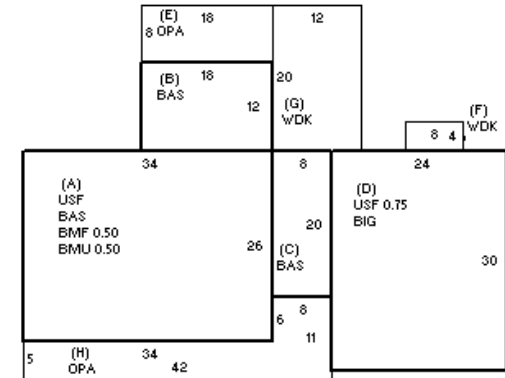 (E) 18 12
8 OPA
(B) 18 20
BAS
12 (G)
WDK
(F)
8 4 WDK
34 8 24
(A) (D)
USF USF 0.75
BAS BIG
BMF 0.50 20
BMU 0.50 26 (C) 30
BAS
8
6 11
5 (H) 34
OPA 42